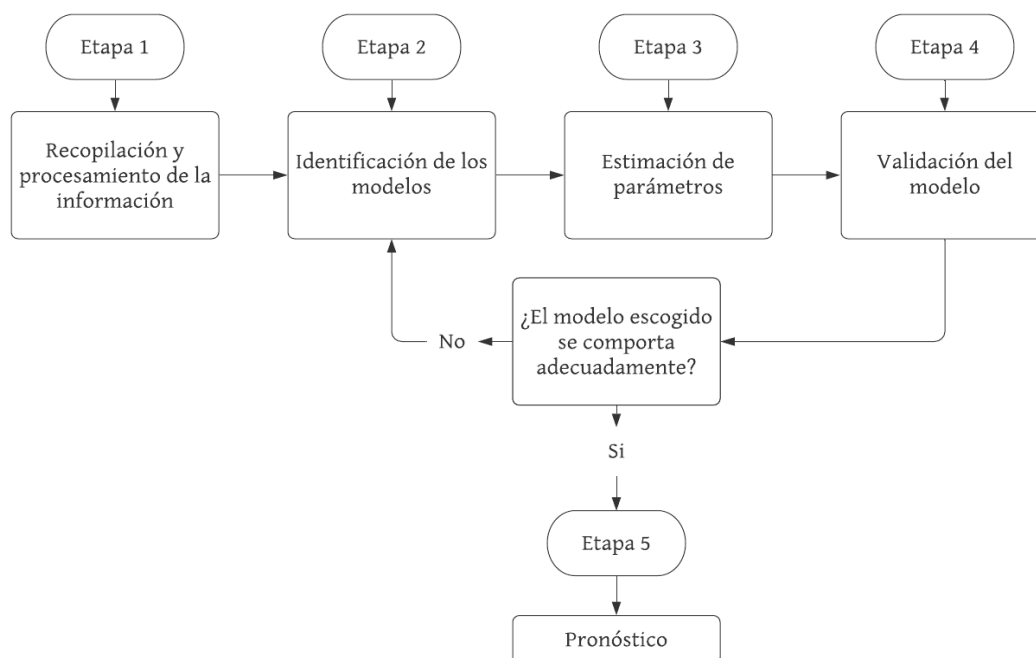 Etapa 1
Etapa 2
Etapa 3
Etapa 4
Recopilación y
procesamiento de la
información
Identificación de los
modelos
Estimación de
parámetros
Validación del
modelo
¿El modelo escogido
se comporta
adecuadamente?
No
Si
Etapa 5
Pronóstico